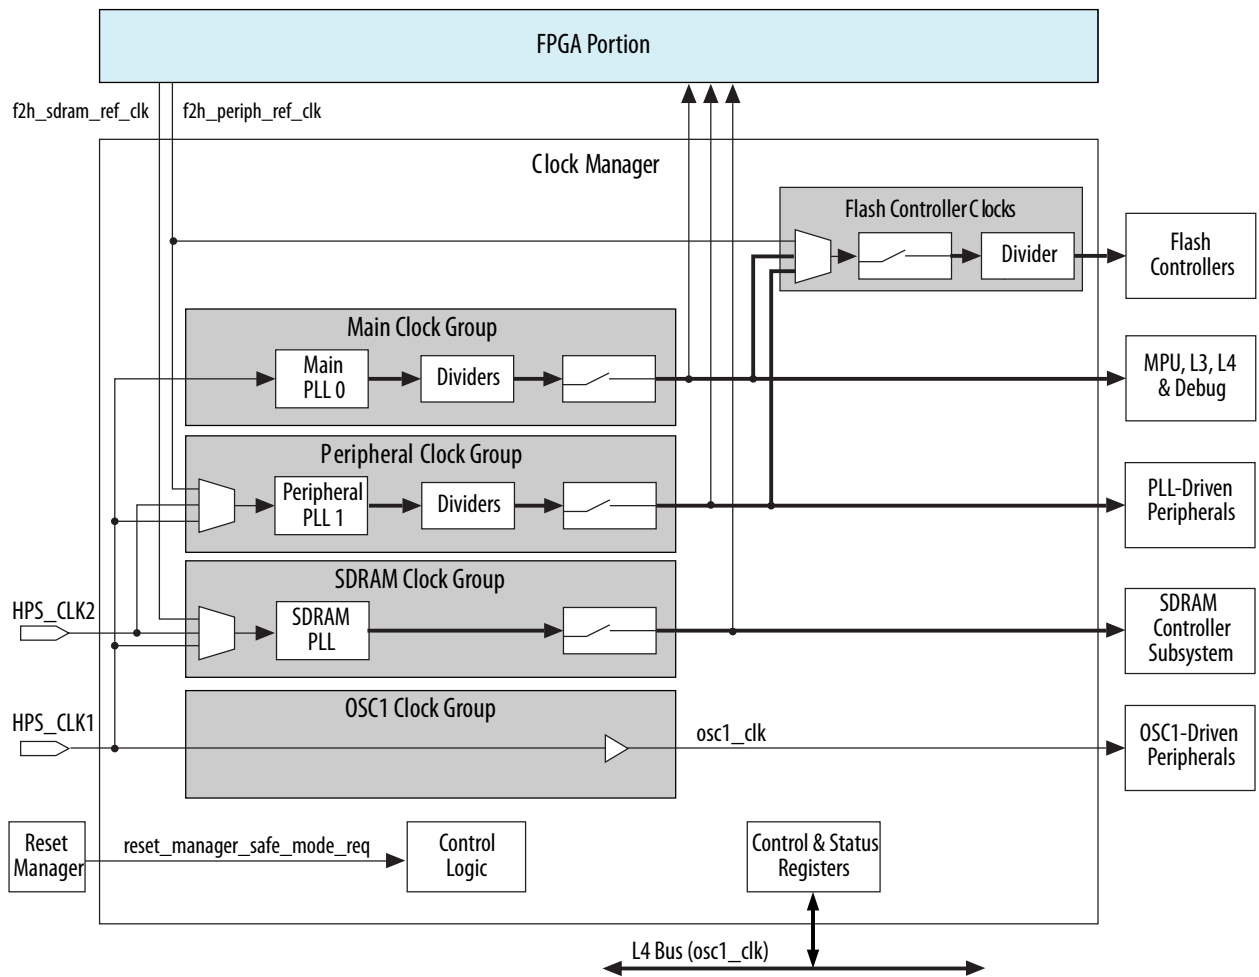 FPGA Portion
f2h_sdram_ref_clk
f2h_periph_ref_clk
Clock Manager
Flash Controller Clocks
Divider
Flash
Controllers
Main Clock Group
Main
PLL 0
Dividers
MPU, L3, L4
& Debug
Peripheral Clock Group
Peripheral
PLL 1
Dividers
PLL-Driven
Peripherals
SDRAM Clock Group
HPS_CLK2
SDRAM
PLL
SDRAM
Controller
Subsystem
OSC1 Clock Group
HPS_CLK1
osc1_clk
OSC1-Driven
Peripherals
Reset
Manager
reset_manager_safe_mode_req
Control
Logic
Control & Status
Registers
L4 Bus (osc1_clk)